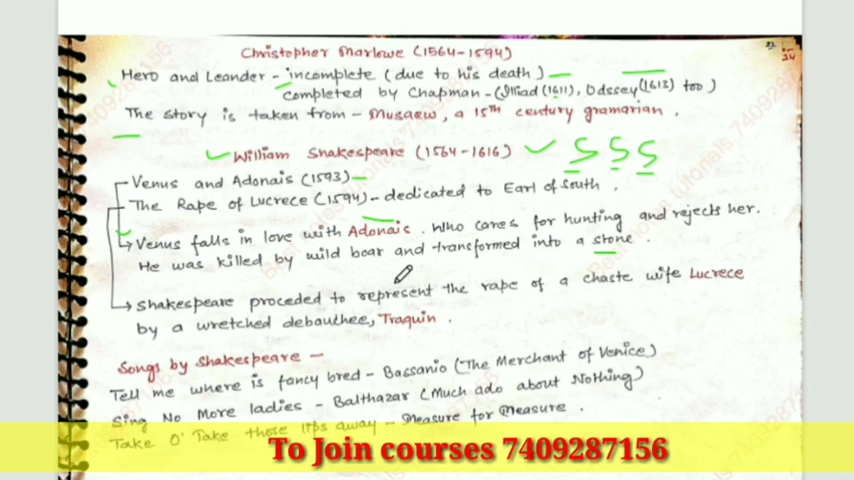 Christopher Marlowe (1564-1594)
Hero and Leander - incomplete (due to his death)
completed by Chapman - (Illiad (1611), Odssey (1612) too)
The story is taken from - Musaew, a 15th century gramarian.
William Shakespeare (1564-1616)
Venus and Adonais (1593)
The Rape of Lucrece (1594) - dedicated to Earl of South.
Venus falls in love with Adonais. Who cares for hunting and rejects her.
He was killed by wild boar and transformed into a stone.
Shakespeare proceded to represent the rape of a chaste wife Lucrece
by a wretched debauthee, Traquin.
Songs by Shakespeare -
Tell me where is fancy bred - Bassanio (The Merchant of Venice)
Sing No More ladies - Balthazar (Much ado about Nothing)
Take O' Take those lips away - Measure for Measure.
To Join courses 7409287156